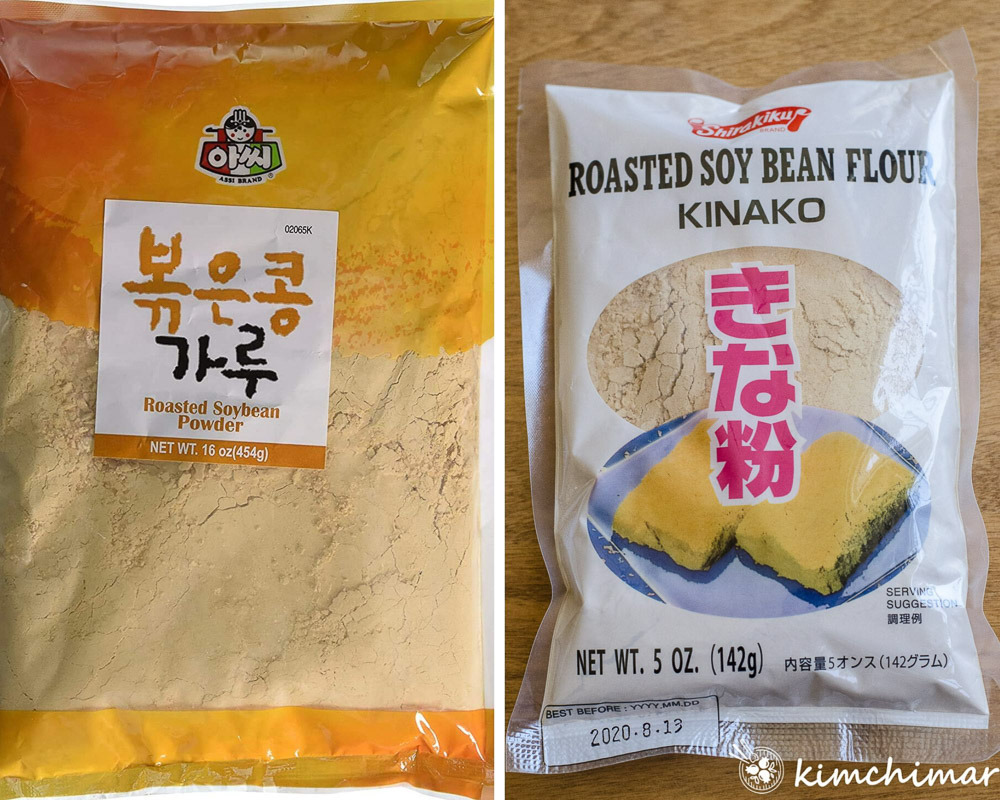 아씨
ASSI BRAND
®
02065K
볶은콩
가루
Roasted Soybean
Powder
NET WT. 16 oz(454g)
Shirakiku
BRAND
ROASTED SOY BEAN FLOUR
KINAKO
きな粉
SERVING
SUGGESTION
調理例
NET WT. 5 OZ. (142g) 内容量5オンス(142グラム)
BEST BEFORE : YYYY.MM.DD
2020.8.13
kimchimar